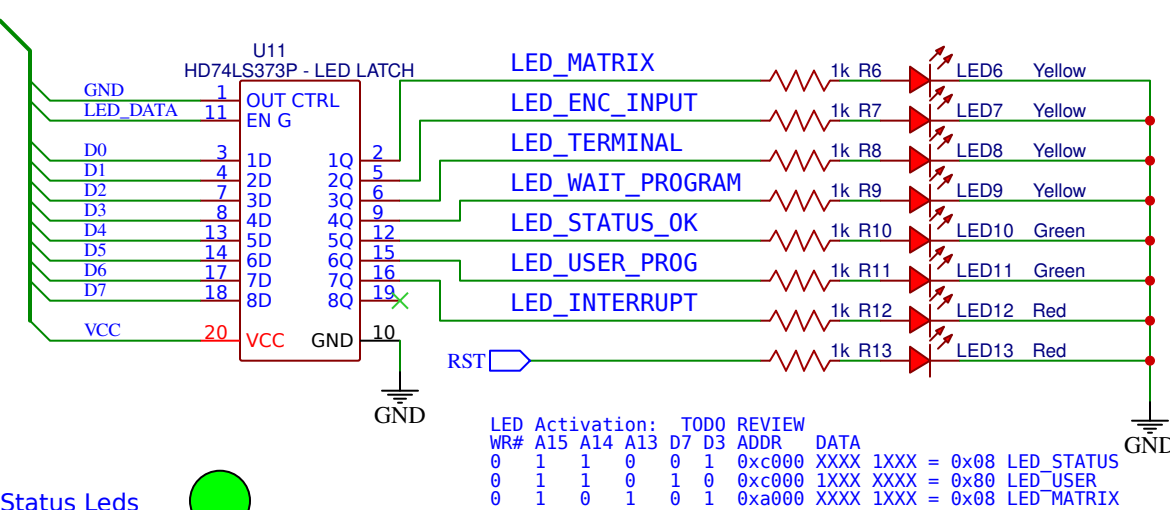 U11
HD74LS373P - LED LATCH
GND 1 OUT CTRL
LED_DATA 11 EN G
D0 3 1D 1Q 2
D1 4 2D 2Q 5
D2 7 3D 3Q 6
D3 8 4D 4Q 9
D4 13 5D 5Q 12
D5 14 6D 6Q 15
D6 17 7D 7Q 16
D7 18 8D 8Q 19
VCC 20 VCC GND 10
GND
LED_MATRIX 1k R6 LED6 Yellow
LED_ENC_INPUT 1k R7 LED7 Yellow
LED_TERMINAL 1k R8 LED8 Yellow
LED_WAIT_PROGRAM 1k R9 LED9 Yellow
LED_STATUS_OK 1k R10 LED10 Green
LED_USER_PROG 1k R11 LED11 Green
LED_INTERRUPT 1k R12 LED12 Red
RST 1k R13 LED13 Red
GND
LED Activation: TODO REVIEW
WR# A15 A14 A13 D7 D3 ADDR DATA
0 1 1 0 0 1 0xc000 XXXX 1XXX = 0x08 LED_STATUS
0 1 1 0 1 0 0xc000 1XXX XXXX = 0x80 LED_USER
0 1 0 1 0 1 0xa000 XXXX 1XXX = 0x08 LED_MATRIX
Status Leds